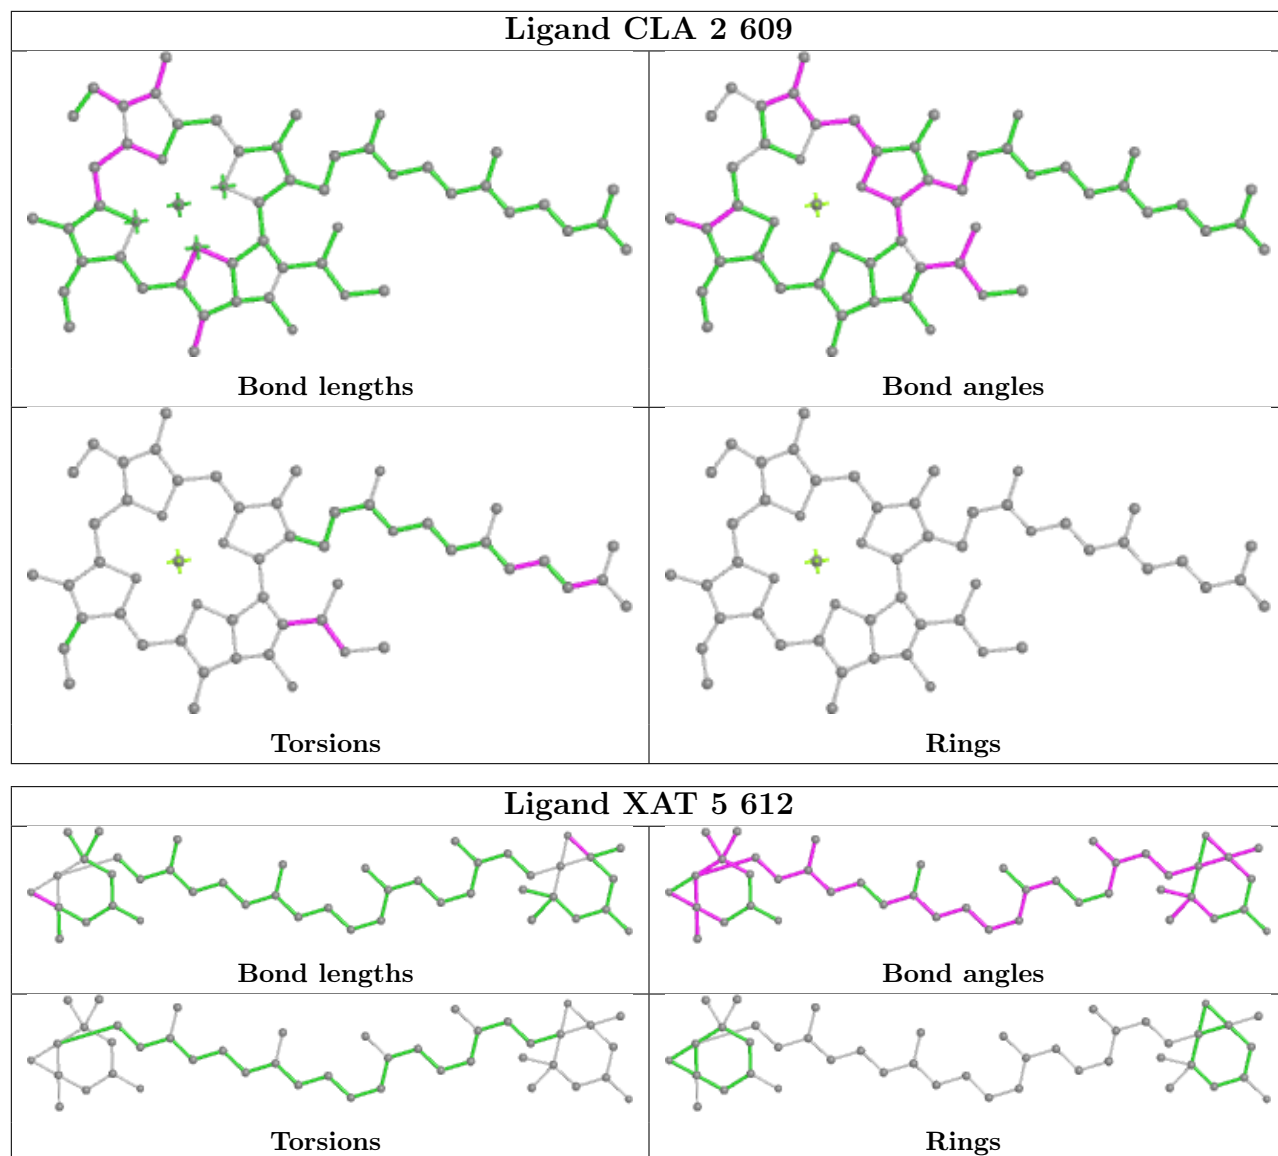 Ligand CLA 2 609
Bond lengths
Bond angles
Torsions
Rings
Ligand XAT 5 612
Bond lengths
Bond angles
Torsions
Rings